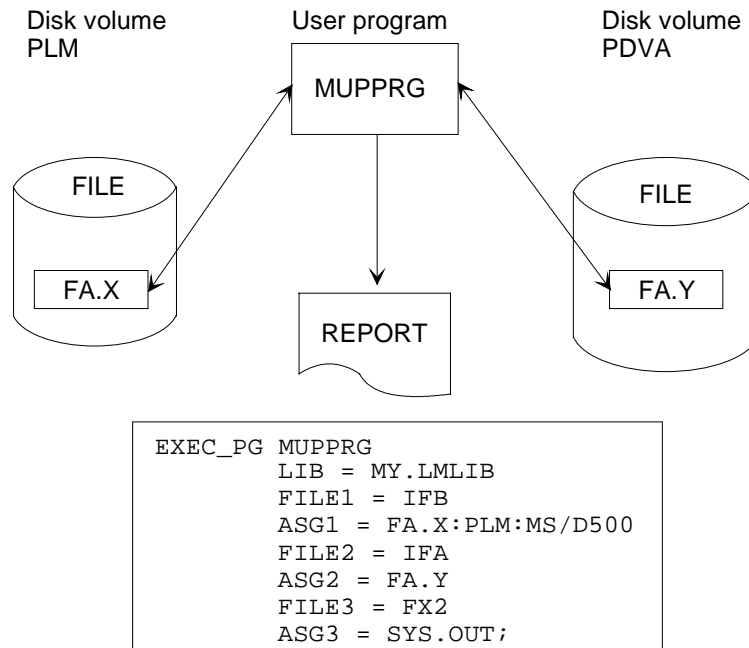 Disk volume
PLM
User program
Disk volume
PDVA
MUPPRG
FILE
FILE
FA.X
FA.Y
REPORT
EXEC_PG MUPPRG
LIB = MY.LMLIB
FILE1 = IFB
ASG1 = FA.X:PLM:MS/D500
FILE2 = IFA
ASG2 = FA.Y
FILE3 = FX2
ASG3 = SYS.OUT;